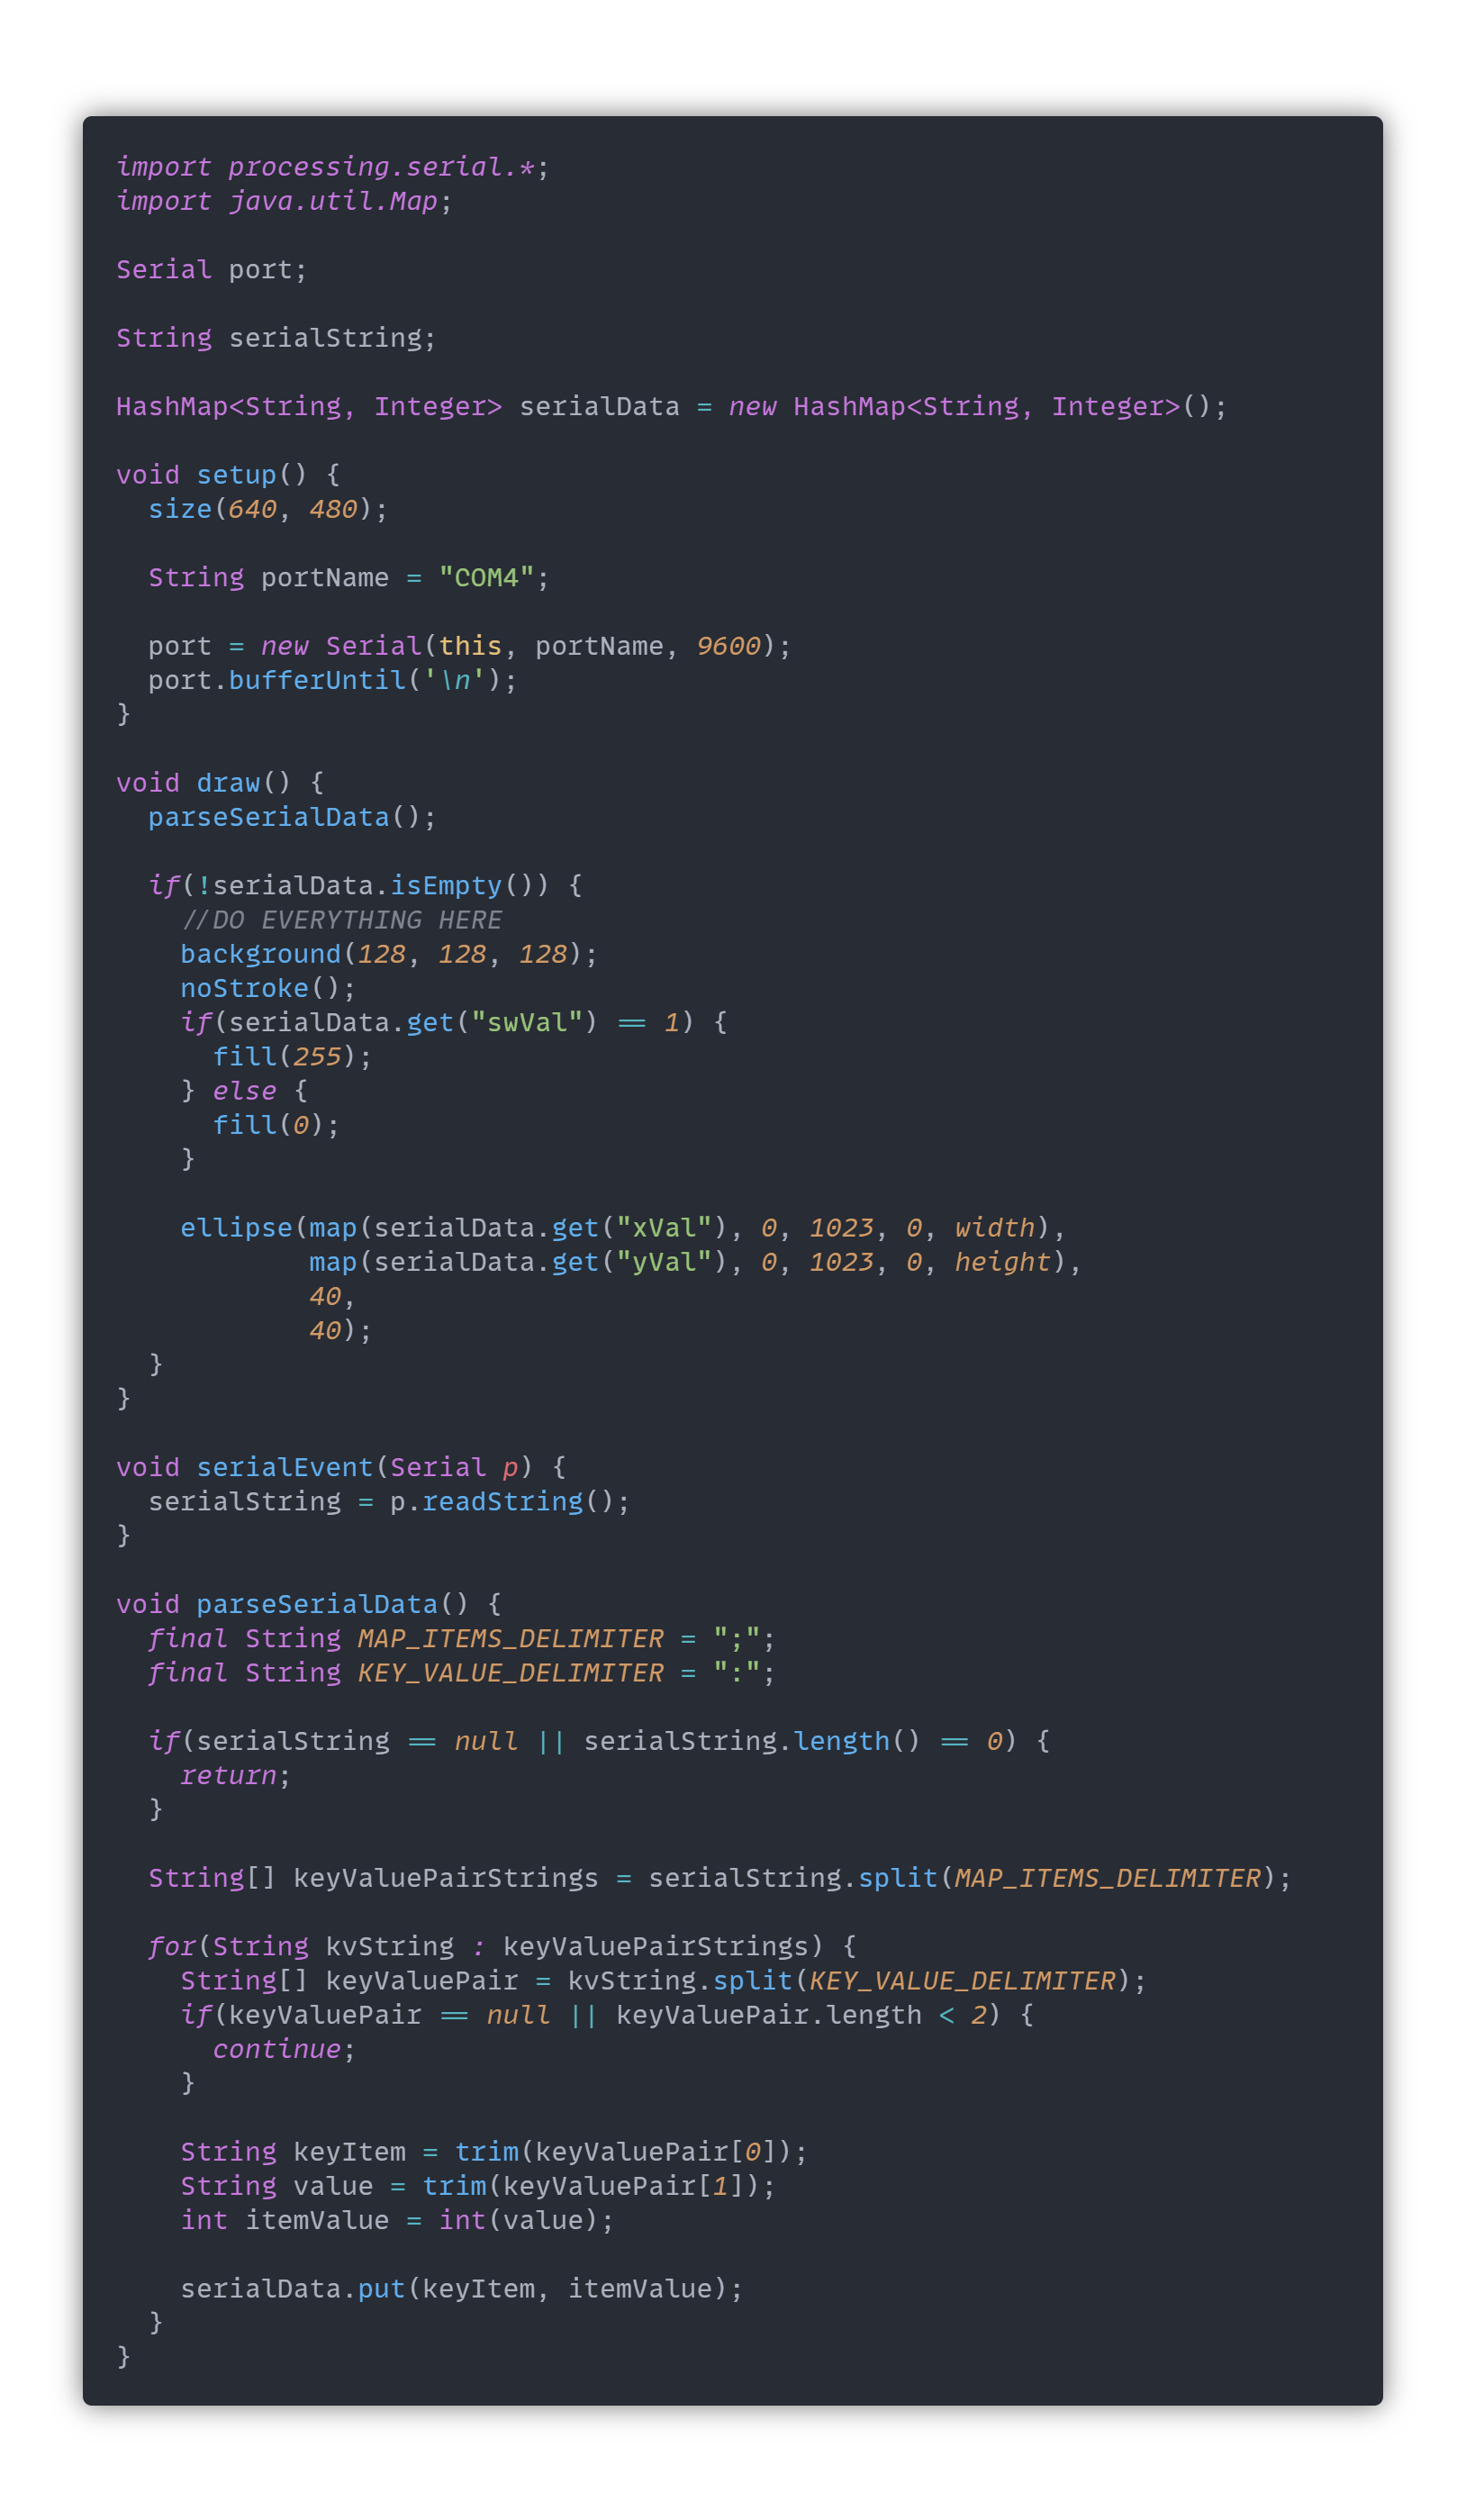 import processing.serial.*;
import java.util.Map;

Serial port;

String serialString;

HashMap<String, Integer> serialData = new HashMap<String, Integer>();

void setup() {
  size(640, 480);

  String portName = "COM4";

  port = new Serial(this, portName, 9600);
  port.bufferUntil('\n');
}

void draw() {
  parseSerialData();

  if(!serialData.isEmpty()) {
    //DO EVERYTHING HERE
    background(128, 128, 128);
    noStroke();
    if(serialData.get("swVal") == 1) {
      fill(255);
    } else {
      fill(0);
    }

    ellipse(map(serialData.get("xVal"), 0, 1023, 0, width),
            map(serialData.get("yVal"), 0, 1023, 0, height),
            40,
            40);
  }
}

void serialEvent(Serial p) {
  serialString = p.readString();
}

void parseSerialData() {
  final String MAP_ITEMS_DELIMITER = ";";
  final String KEY_VALUE_DELIMITER = ":";

  if(serialString == null || serialString.length() == 0) {
    return;
  }

  String[] keyValuePairStrings = serialString.split(MAP_ITEMS_DELIMITER);

  for(String kvString : keyValuePairStrings) {
    String[] keyValuePair = kvString.split(KEY_VALUE_DELIMITER);
    if(keyValuePair == null || keyValuePair.length < 2) {
      continue;
    }

    String keyItem = trim(keyValuePair[0]);
    String value = trim(keyValuePair[1]);
    int itemValue = int(value);

    serialData.put(keyItem, itemValue);
  }
}